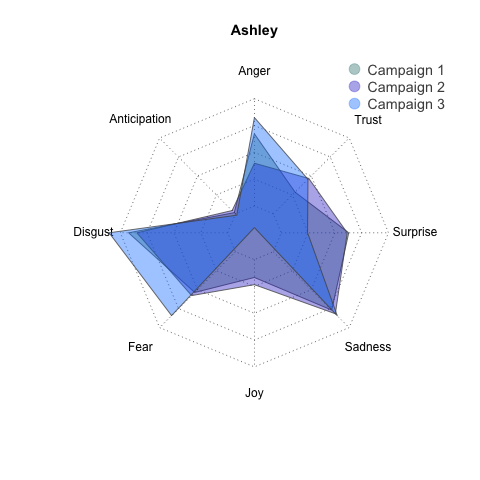 Ashley
Campaign 1
Campaign 2
Campaign 3
Anger
Trust
Anticipation
Disgust
Surprise
Fear
Sadness
Joy